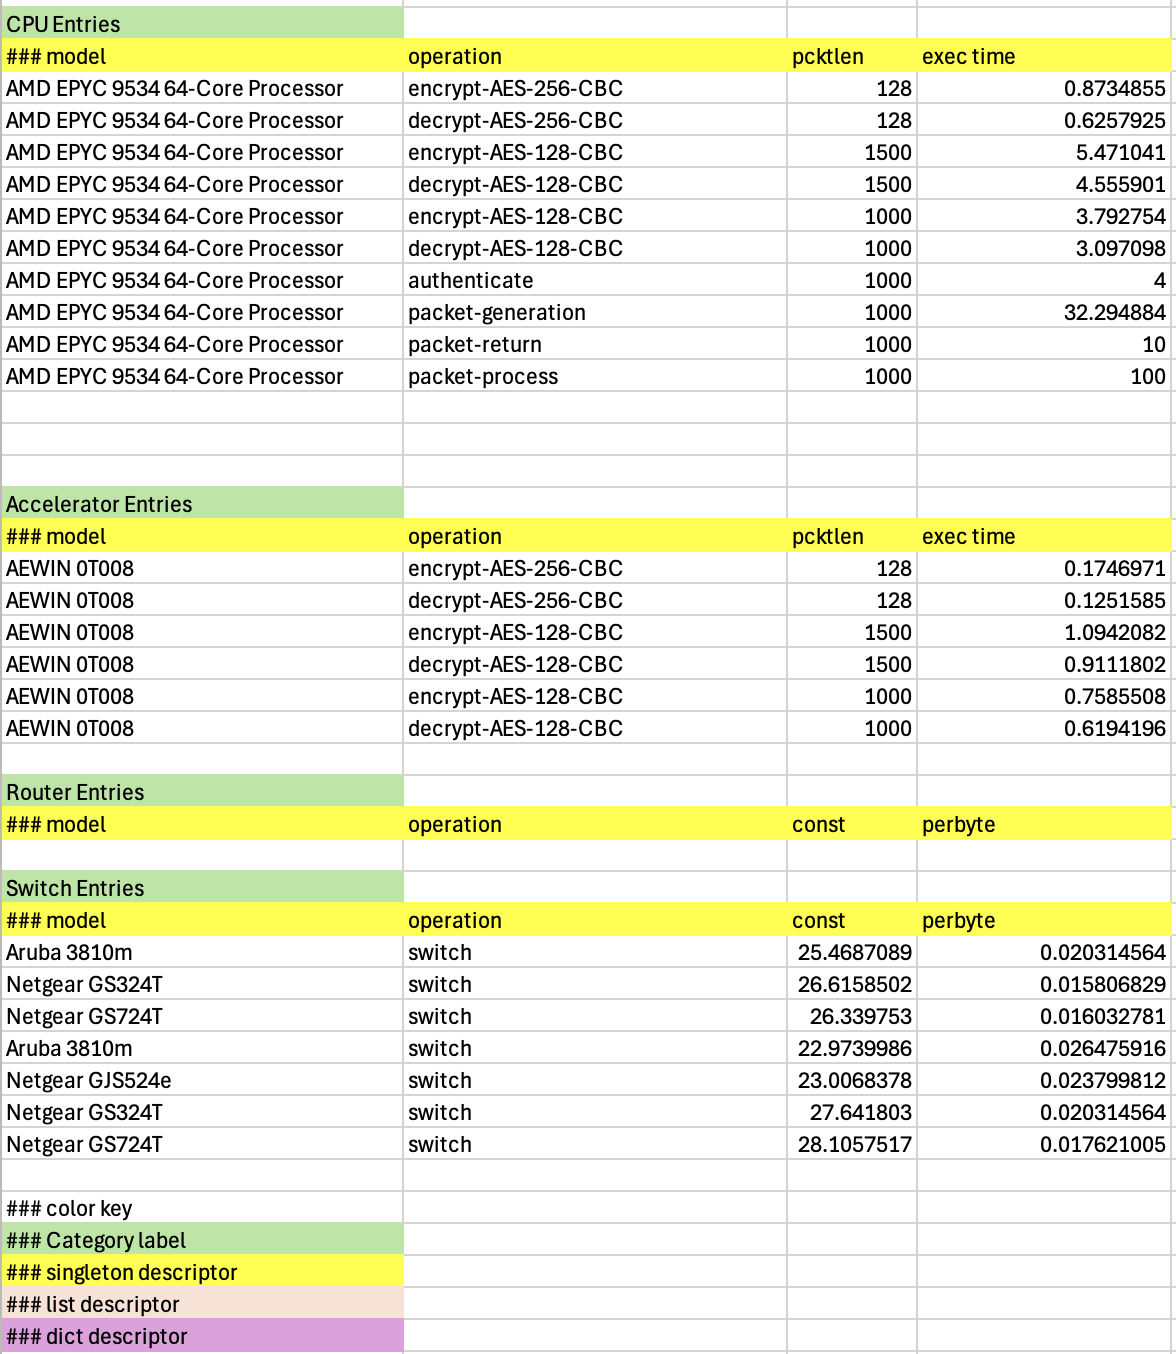 CPU Entries
### model operation pcktlen exec time
AMD EPYC 9534 64-Core Processor encrypt-AES-256-CBC 128 0.8734855
AMD EPYC 9534 64-Core Processor decrypt-AES-256-CBC 128 0.6257925
AMD EPYC 9534 64-Core Processor encrypt-AES-128-CBC 1500 5.471041
AMD EPYC 9534 64-Core Processor decrypt-AES-128-CBC 1500 4.555901
AMD EPYC 9534 64-Core Processor encrypt-AES-128-CBC 1000 3.792754
AMD EPYC 9534 64-Core Processor decrypt-AES-128-CBC 1000 3.097098
AMD EPYC 9534 64-Core Processor authenticate 1000 4
AMD EPYC 9534 64-Core Processor packet-generation 1000 32.294884
AMD EPYC 9534 64-Core Processor packet-return 1000 10
AMD EPYC 9534 64-Core Processor packet-process 1000 100
Accelerator Entries
### model operation pcktlen exec time
AEWIN 0T008 encrypt-AES-256-CBC 128 0.1746971
AEWIN 0T008 decrypt-AES-256-CBC 128 0.1251585
AEWIN 0T008 encrypt-AES-128-CBC 1500 1.0942082
AEWIN 0T008 decrypt-AES-128-CBC 1500 0.9111802
AEWIN 0T008 encrypt-AES-128-CBC 1000 0.7585508
AEWIN 0T008 decrypt-AES-128-CBC 1000 0.6194196
Router Entries
### model operation const perbyte
Switch Entries
### model operation const perbyte
Aruba 3810m switch 25.4687089 0.020314564
Netgear GS324T switch 26.6158502 0.015806829
Netgear GS724T switch 26.339753 0.016032781
Aruba 3810m switch 22.9739986 0.026475916
Netgear GJS524e switch 23.0068378 0.023799812
Netgear GS324T switch 27.641803 0.020314564
Netgear GS724T switch 28.1057517 0.017621005
### color key
### Category label
### singleton descriptor
### list descriptor
### dict descriptor